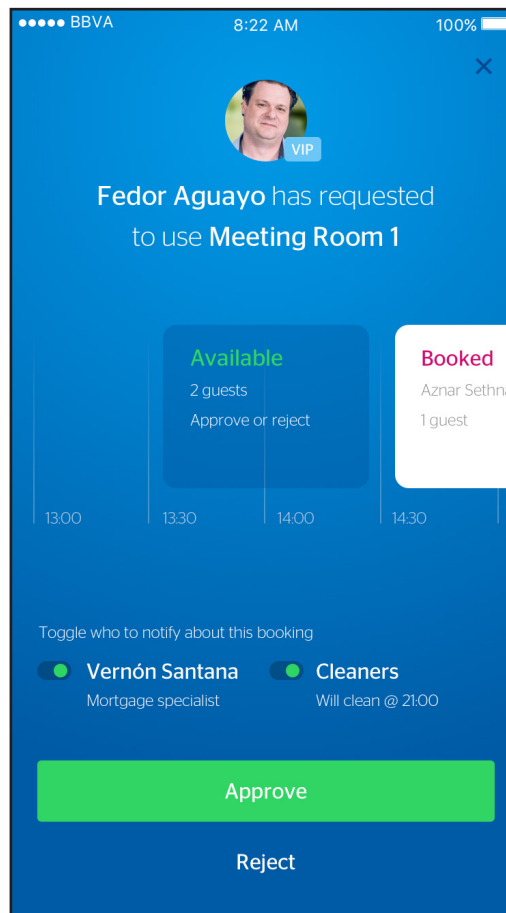 BBVA 8:22 AM 100%
VIP
Fedor Aguayo has requested
to use Meeting Room 1
Available
2 guests
Approve or reject
Booked
Aznar Sethna
1 guest
13:00 13:30 14:00 14:30
Toggle who to notify about this booking
Vernón Santana
Mortgage specialist
Cleaners
Will clean @ 21:00
Approve
Reject